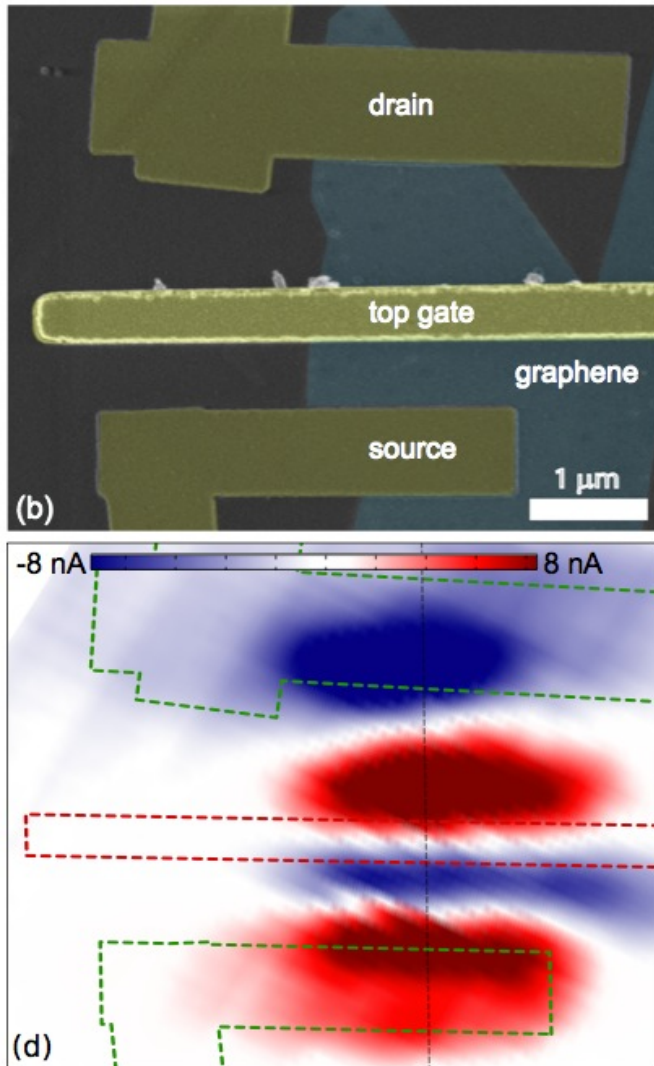 drain
top gate
graphene
source
1 μm
(b)
-8 nA
8 nA
(d)